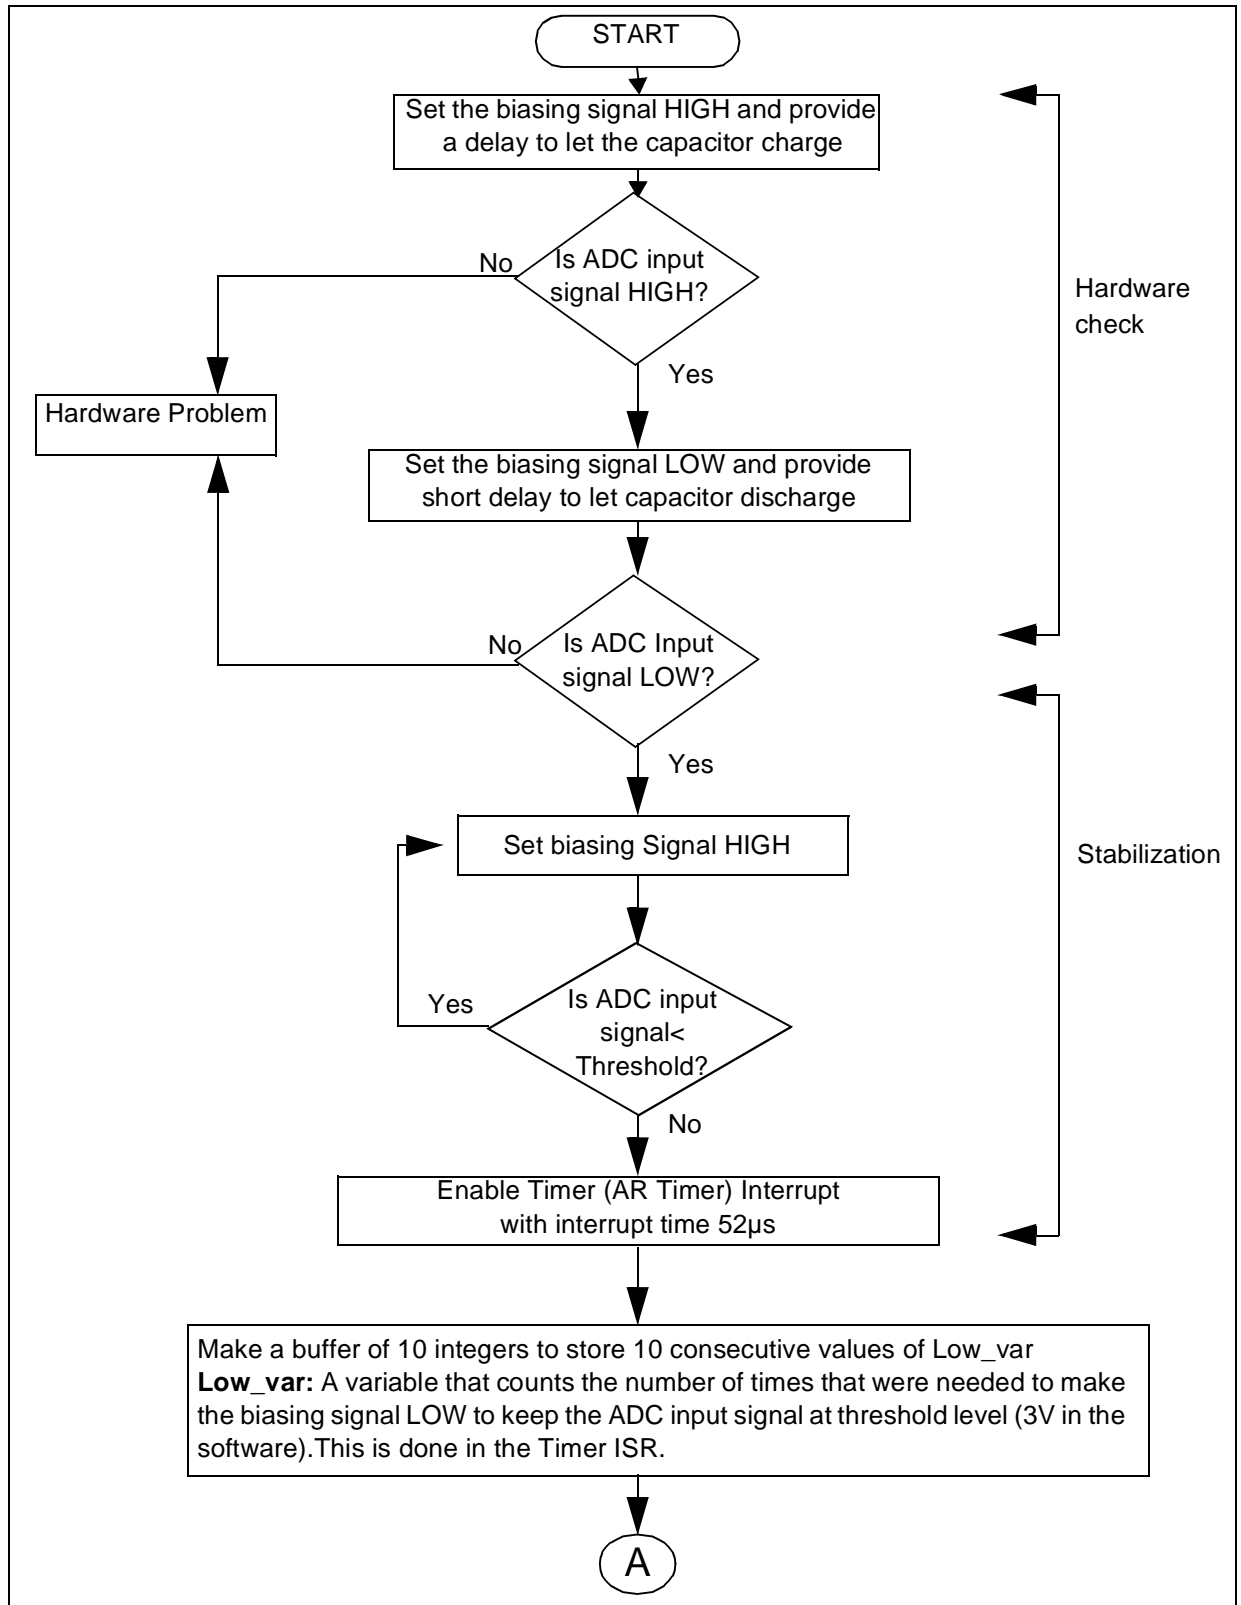 START
Set the biasing signal HIGH and provide
a delay to let the capacitor charge
No
Is ADC input
signal HIGH?
Hardware
check
Yes
Hardware Problem
Set the biasing signal LOW and provide
short delay to let capacitor discharge
No
Is ADC Input
signal LOW?
Yes
Set biasing Signal HIGH
Stabilization
Yes
Is ADC input
signal<
Threshold?
No
Enable Timer (AR Timer) Interrupt
with interrupt time 52µs
Make a buffer of 10 integers to store 10 consecutive values of Low_var
Low_var: A variable that counts the number of times that were needed to make
the biasing signal LOW to keep the ADC input signal at threshold level (3V in the
software).This is done in the Timer ISR.
A